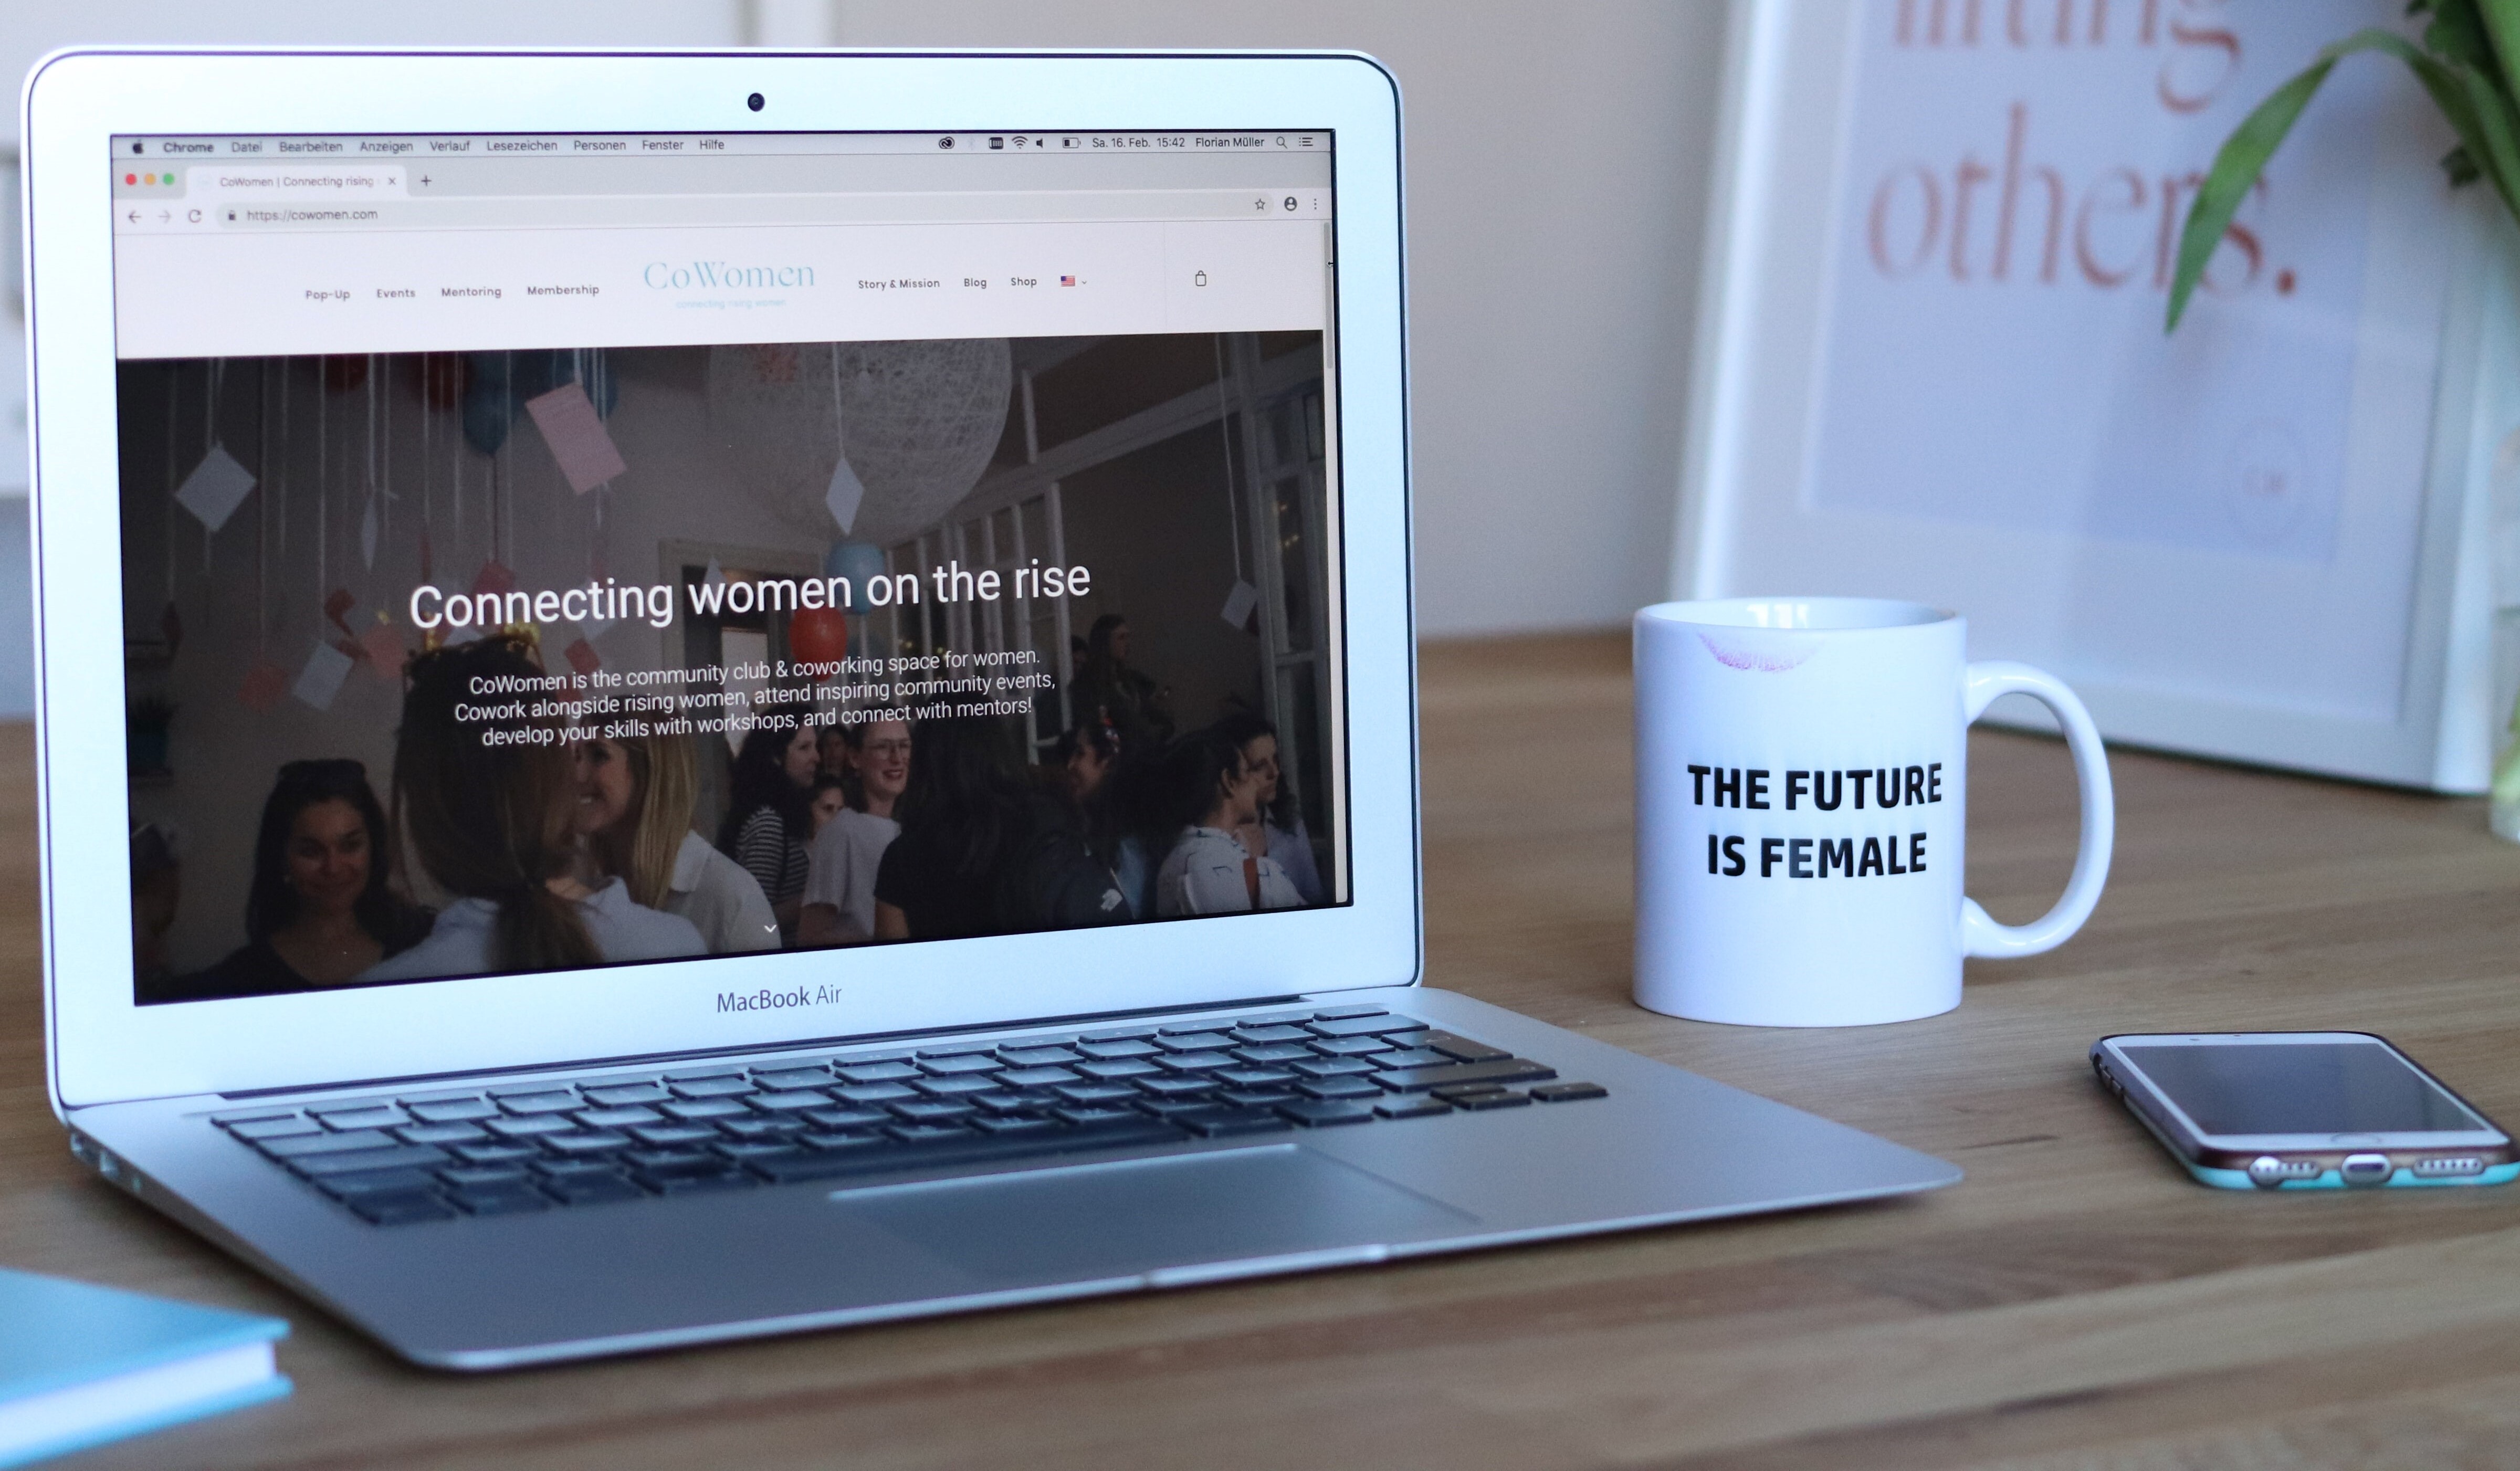 Chrome Datei Bearbeiten Anzeigen Verlauf Lesezeichen Personen Fenster Hilfe Sa. 16. Feb. 15:42 Florian Müller
CoWomen | Connecting rising
https://cowomen.com
Pop-Up Events Mentoring Membership CoWomen Story & Mission Blog Shop
connecting rising women
Connecting women on the rise
CoWomen is the community club & coworking space for women.
Cowork alongside rising women, attend inspiring community events,
develop your skills with workshops, and connect with mentors!
MacBook Air
others.
THE FUTURE
IS FEMALE